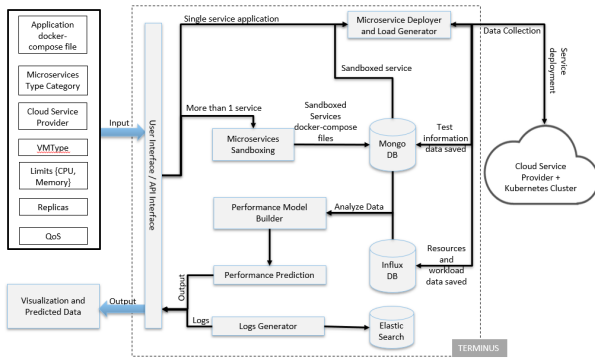 Application
docker-
compose file
Microservices
Type Category
Cloud Service
Provider
VMType
Limits {CPU,
Memory}
Replicas
QoS
Input
User Interface / API Interface
Single service application
Microservice Deployer
and Load Generator
Data Collection
Service
deployment
Sandboxed service
More than 1 service
Sandboxed
Services
docker-compose
files
Microservices
Sandboxing
Mongo
DB
Test
information
data saved
Cloud Service
Provider +
Kubernetes Cluster
Performance Model
Builder
Analyze Data
Influx
DB
Resources
and
workload
data saved
Performance Prediction
Output
Visualization and
Predicted Data
Output
Logs
Logs Generator
Elastic
Search
TERMINUS